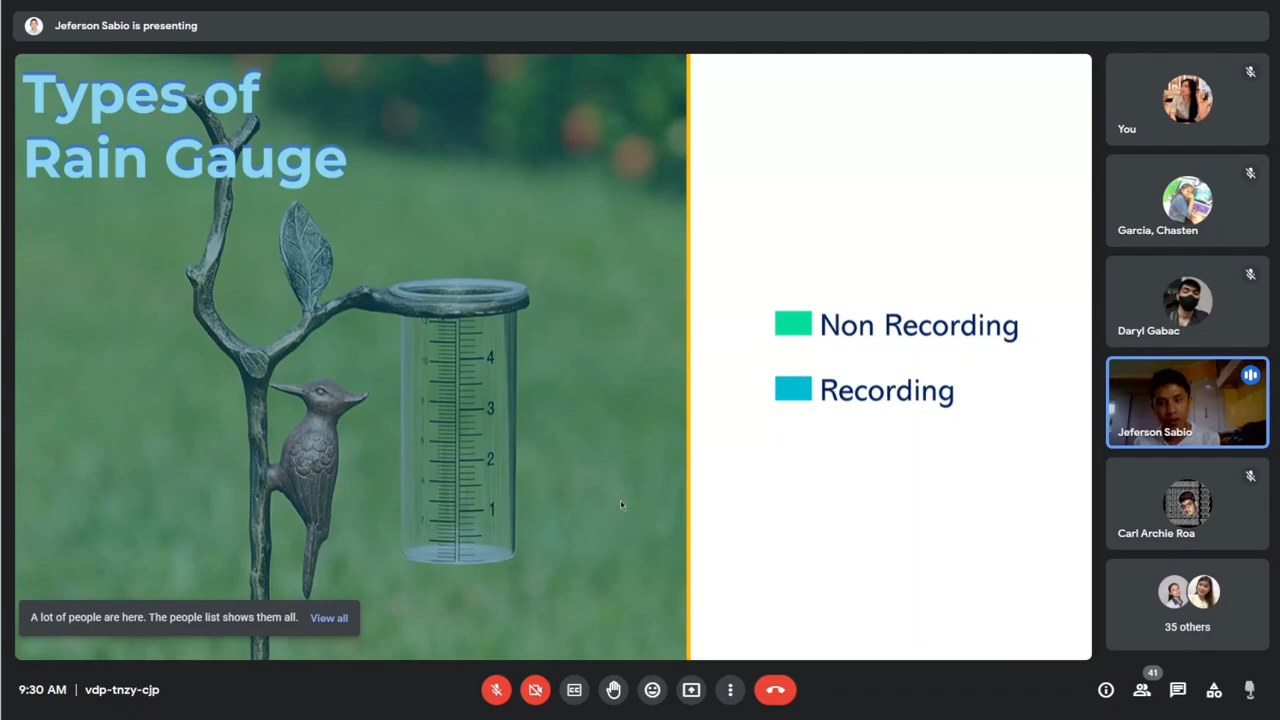 Jeferson Sabio is presenting
Types of
Rain Gauge
4
3
2
1
Non Recording
Recording
A lot of people are here. The people list shows them all. View all
You
Garcia, Chasten
Daryl Gabac
Jeferson Sabio
Carl Archie Roa
35 others
9:30 AM | vdp-tnzy-cjp
CC
41